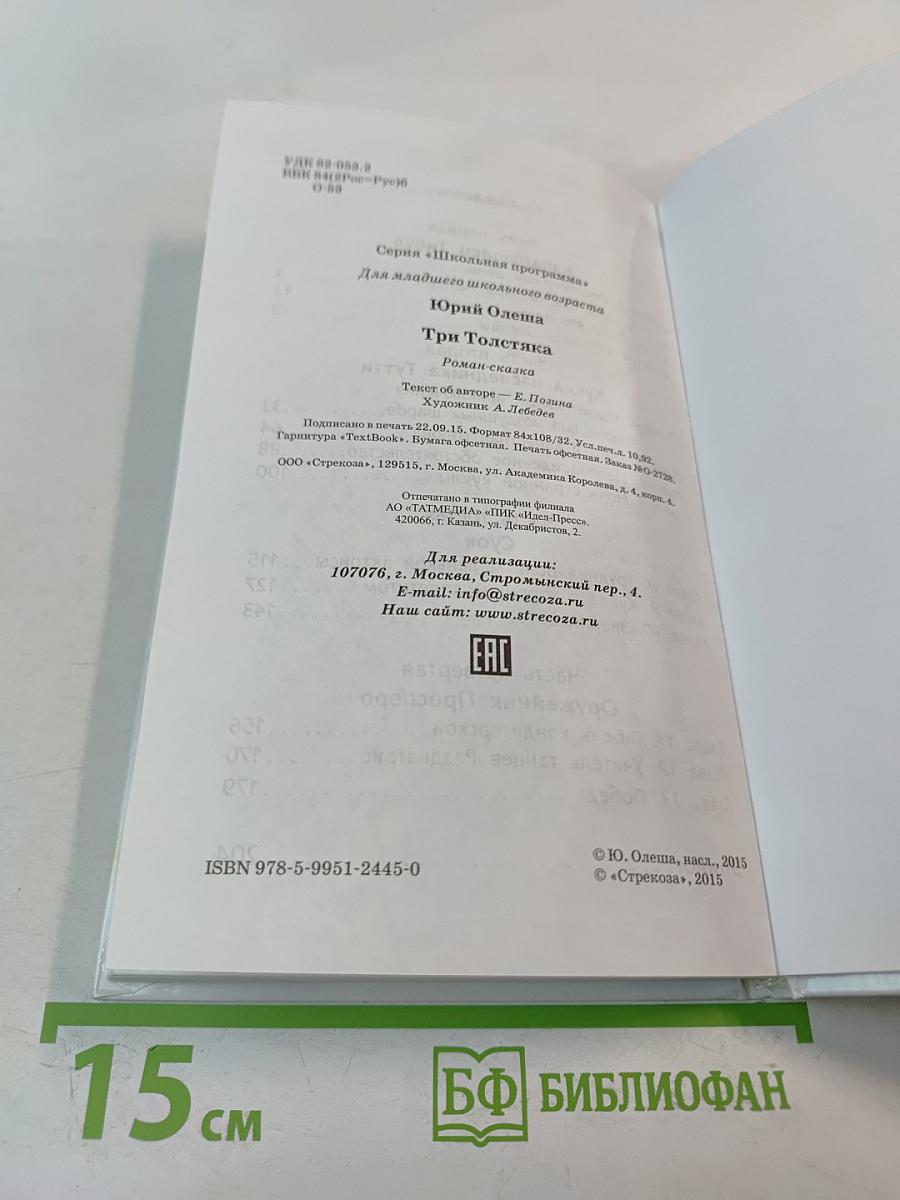 УДК 82-053.2
ББК 84(2Рос=Рус)6
О-53
Серия «Школьная программа»
Для младшего школьного возраста
Юрий Олеша
Три Толстяка
Роман-сказка
Текст об авторе — Е. Позина
Художник А. Лебедев
Подписано в печать 22.09.15. Формат 84х108/32. Усл.печ.л. 10,92.
Гарнитура «TextBook». Бумага офсетная. Печать офсетная. Заказ №О-2728.
ООО «Стрекоза», 129515, г. Москва, ул. Академика Королева, д. 4, корп. 4.
Отпечатано в типографии филиала
АО «ТАТМЕДИА» «ПИК «Идел-Пресс».
420066, г. Казань, ул. Декабристов, 2.
Для реализации:
107076, г. Москва, Стромынский пер., 4.
E-mail: info@strecoza.ru
Наш сайт: www.strecoza.ru
EAC
ISBN 978-5-9951-2445-0
© Ю. Олеша, насл., 2015
© «Стрекоза», 2015
15 см
БФ БИБЛИОФАН